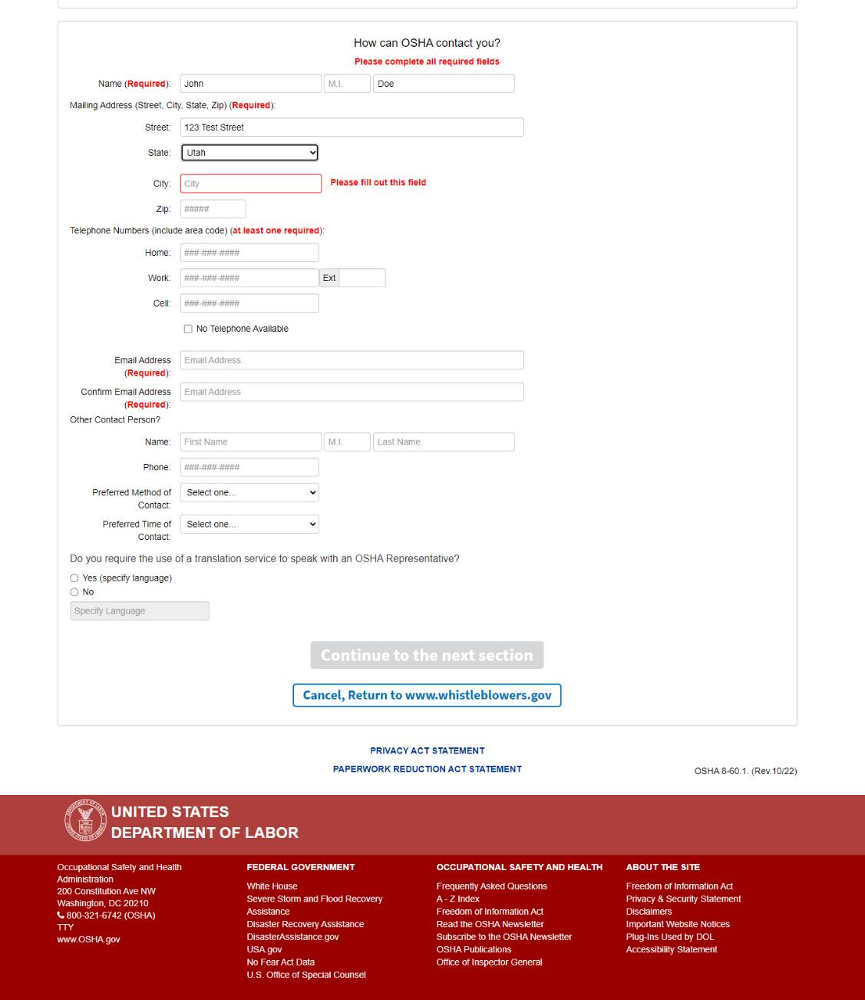 How can OSHA contact you?
Please complete all required fields
Name (Required): John M.I. Doe
Mailing Address (Street, City, State, Zip) (Required):
Street: 123 Test Street
State: Utah
City: City Please fill out this field
Zip: #####
Telephone Numbers (include area code) (at least one required):
Home: ###-###-####
Work: ###-###-#### Ext
Cell: ###-###-####
No Telephone Available
Email Address
(Required): Email Address
Confirm Email Address
(Required): Email Address
Other Contact Person?
Name: First Name M.I. Last Name
Phone: ###-###-####
Preferred Method of
Contact: Select one...
Preferred Time of
Contact: Select one...
Do you require the use of a translation service to speak with an OSHA Representative?
Yes (specify language)
No
Specify Language
Continue to the next section
Cancel, Return to www.whistleblowers.gov
PRIVACY ACT STATEMENT
PAPERWORK REDUCTION ACT STATEMENT
OSHA 8-60.1. (Rev.10/22)
UNITED STATES
DEPARTMENT OF LABOR
Occupational Safety and Health
Administration
200 Constitution Ave NW
Washington, DC 20210
800-321-6742 (OSHA)
TTY
www.OSHA.gov
FEDERAL GOVERNMENT
White House
Severe Storm and Flood Recovery
Assistance
Disaster Recovery Assistance
DisasterAssistance.gov
USA.gov
No Fear Act Data
U.S. Office of Special Counsel
OCCUPATIONAL SAFETY AND HEALTH
Frequently Asked Questions
A - Z Index
Freedom of Information Act
Read the OSHA Newsletter
Subscribe to the OSHA Newsletter
OSHA Publications
Office of Inspector General
ABOUT THE SITE
Freedom of Information Act
Privacy & Security Statement
Disclaimers
Important Website Notices
Plug-Ins Used by DOL
Accessibility Statement